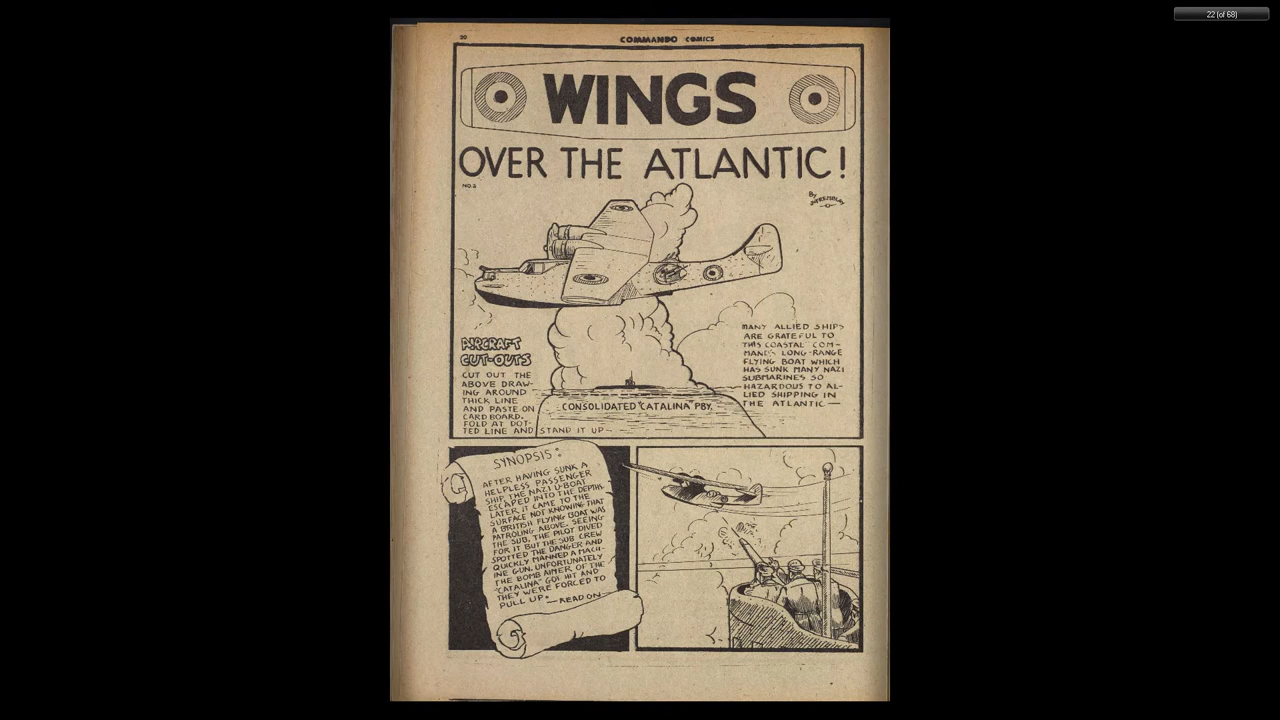 22 (of 68)
20
COMMANDO COMICS
WINGS
OVER THE ATLANTIC!
NO.2
By
AIRCRAFT
CUT-OUTS
CUT OUT THE
ABOVE DRAW-
ING AROUND
THICK LINE
AND PASTE ON
CARD BOARD.
FOLD AT DOT-
TED LINE AND STAND IT UP-
MANY ALLIED SHIPS
ARE GRATEFUL TO
THIS COASTAL COM-
MAND'S LONG-RANGE
FLYING BOAT WHICH
HAS SUNK MANY NAZI
SUBMARINES SO
HAZARDOUS TO AL-
LIED SHIPPING IN
THE ATLANTIC —
CONSOLIDATED "CATALINA" PBY.
SYNOPSIS:
AFTER HAVING SUNK A
HELPLESS PASSENGER
SHIP, THE NAZI U-BOAT
ESCAPED INTO THE DEPTHS.
LATER, IT CAME TO THE
SURFACE NOT KNOWING THAT
A BRITISH FLYING BOAT WAS
PATROLING ABOVE. SEEING
THE SUB, THE PILOT DIVED
FOR IT BUT THE SUB CREW
SPOTTED THE DANGER AND
QUICKLY MANNED A MACH-
INE GUN. UNFORTUNATELY
THE BOMB AIMER OF THE
"CATALINA" GOT HIT AND
THEY WERE FORCED TO
PULL UP. — READ ON—